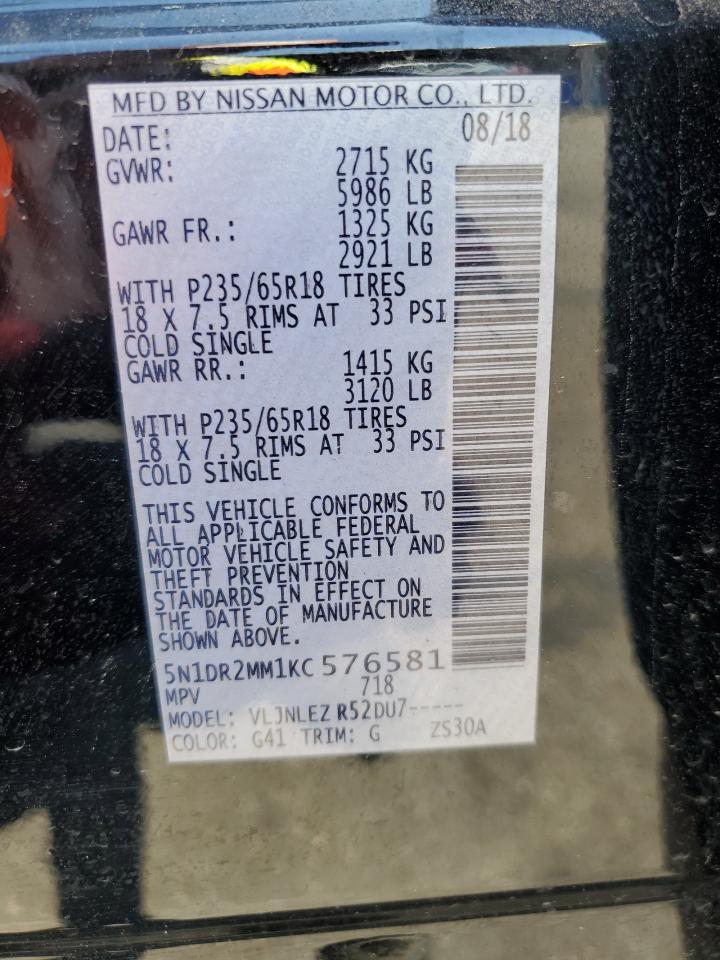 MFD BY NISSAN MOTOR CO., LTD.
DATE: 08/18
GVWR: 2715 KG
5986 LB
GAWR FR.: 1325 KG
2921 LB
WITH P235/65R18 TIRES
18 X 7.5 RIMS AT 33 PSI
COLD SINGLE
GAWR RR.: 1415 KG
3120 LB
WITH P235/65R18 TIRES
18 X 7.5 RIMS AT 33 PSI
COLD SINGLE
THIS VEHICLE CONFORMS TO
ALL APPLICABLE FEDERAL
MOTOR VEHICLE SAFETY AND
THEFT PREVENTION
STANDARDS IN EFFECT ON
THE DATE OF MANUFACTURE
SHOWN ABOVE.
5N1DR2MM1KC576581
MPV 718
MODEL: VLJNLEZ R52DU7-----
COLOR: G41 TRIM: G ZS30A